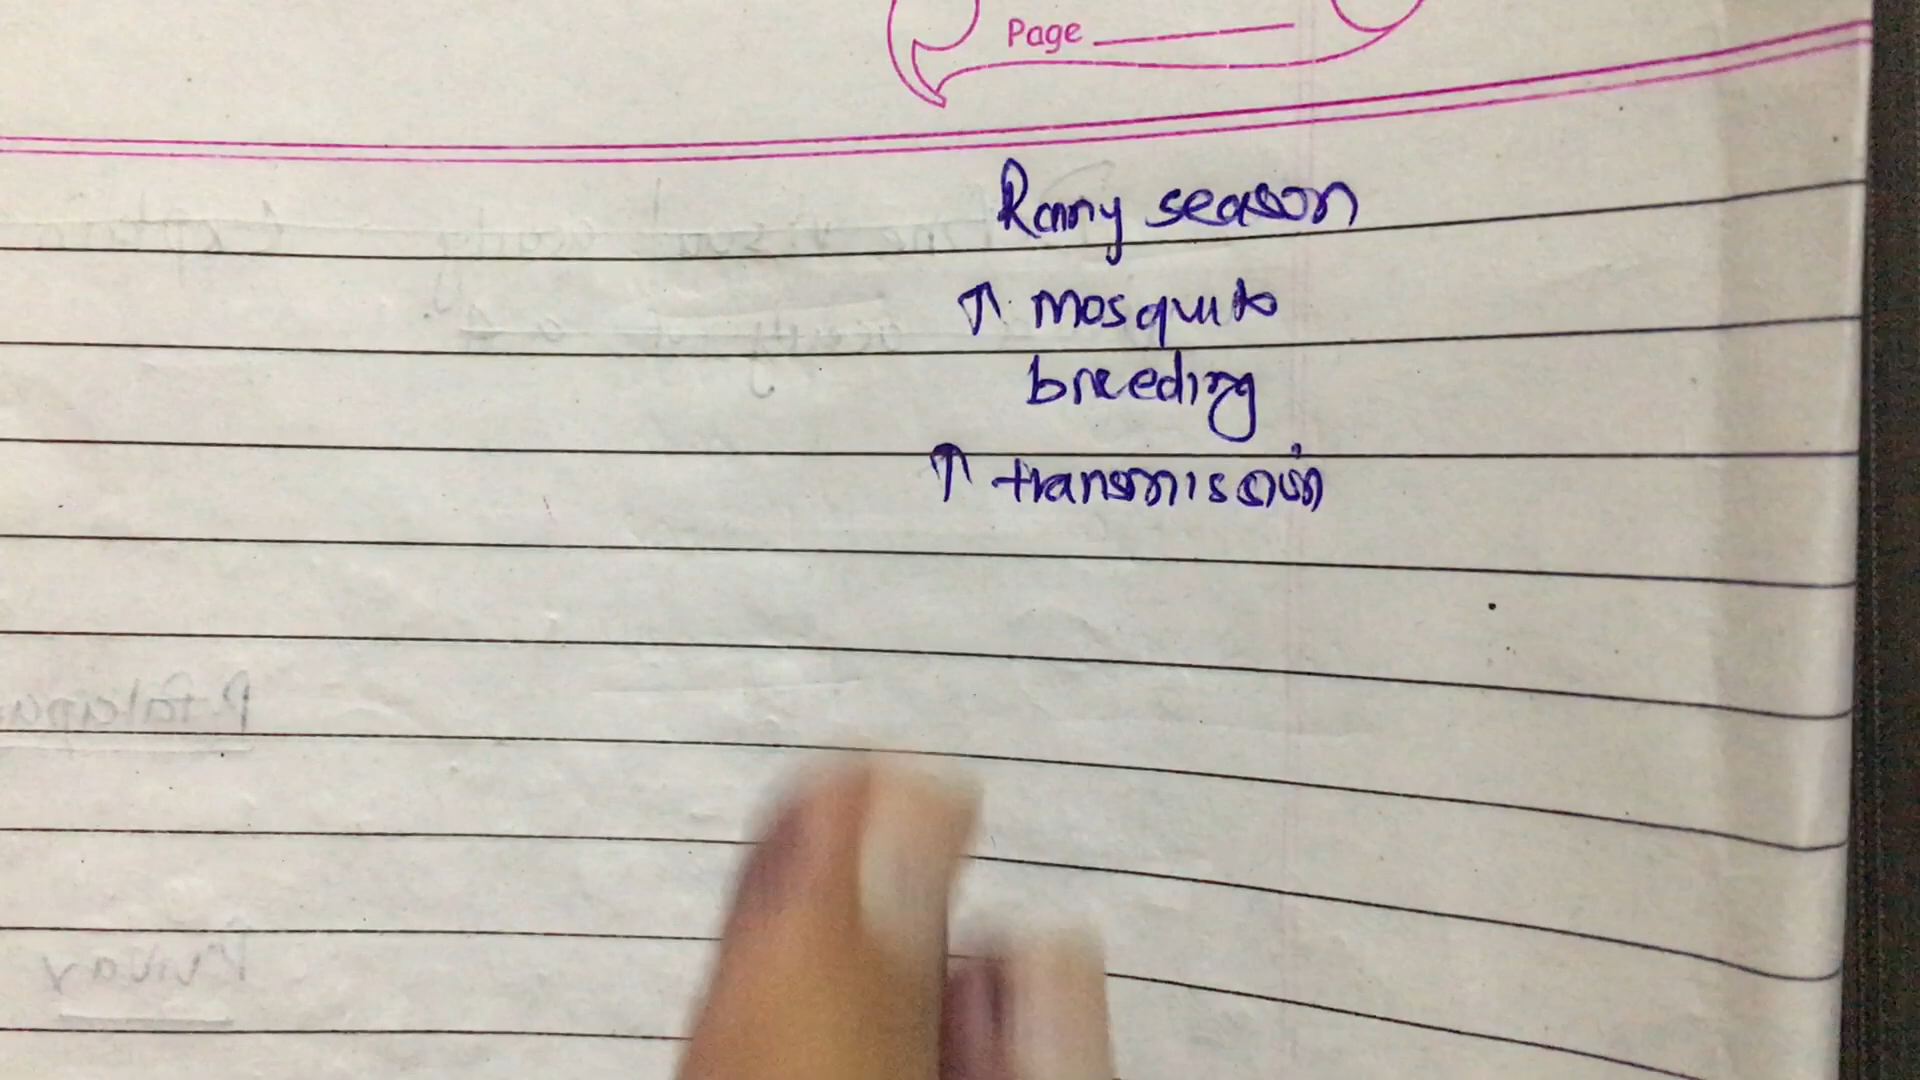 Page
Rainy season
↑ mosquito
breeding
↑ transmission